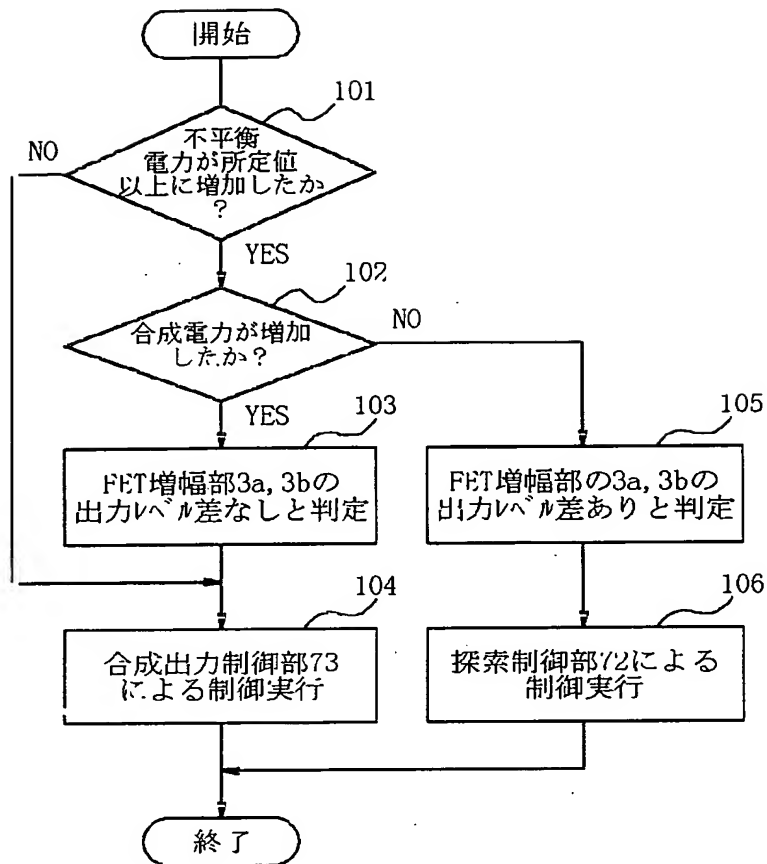 開始
101
不平衡
電力が所定値
以上に増加したか
?
NO
YES
102
合成電力が増加
したか?
NO
YES
103
FET増幅部3a, 3bの
出力レベル差なしと判定
105
FET増幅部の3a, 3bの
出力レベル差ありと判定
104
合成出力制御部73
による制御実行
106
探索制御部72による
制御実行
終了